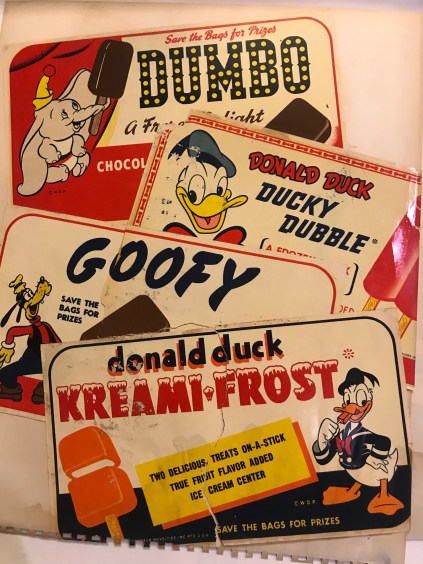 Save the Bags for Prizes
DUMBO
A
CHOCOL
C.W.D.P.
DONALD DUCK
DUCKY
DUBBLE®
A FROZEN
GOOFY
SAVE THE
BAGS FOR
PRIZES
donald duck
KREAMI-FROST
TWO DELICIOUS TREATS ON-A-STICK
TRUE FRUIT FLAVOR ADDED
ICE CREAM CENTER
C.W.D.P.
SAVE THE BAGS FOR PRIZES